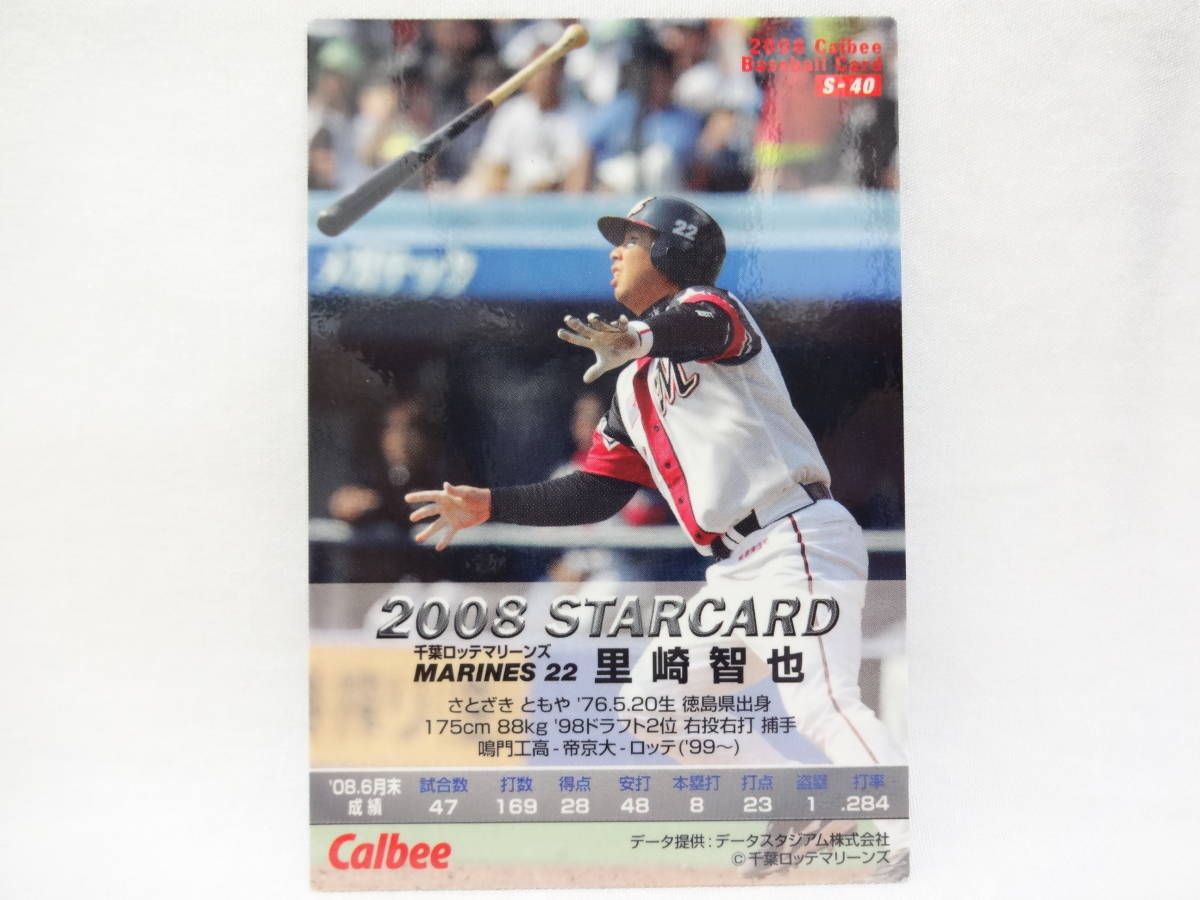 2008 Calbee
Baseball Card
S-40
22
M
2008 STARCARD
千葉ロッテマリーンズ
MARINES 22 里崎智也
さとざき ともや '76.5.20生 徳島県出身
175cm 88kg '98ドラフト2位 右投右打 捕手
鳴門工高-帝京大-ロッテ('99～)
'08.6月末 試合数 打数 得点 安打 本塁打 打点 盗塁 打率
成績 47 169 28 48 8 23 1 .284
Calbee
データ提供:データスタジアム株式会社
©千葉ロッテマリーンズ